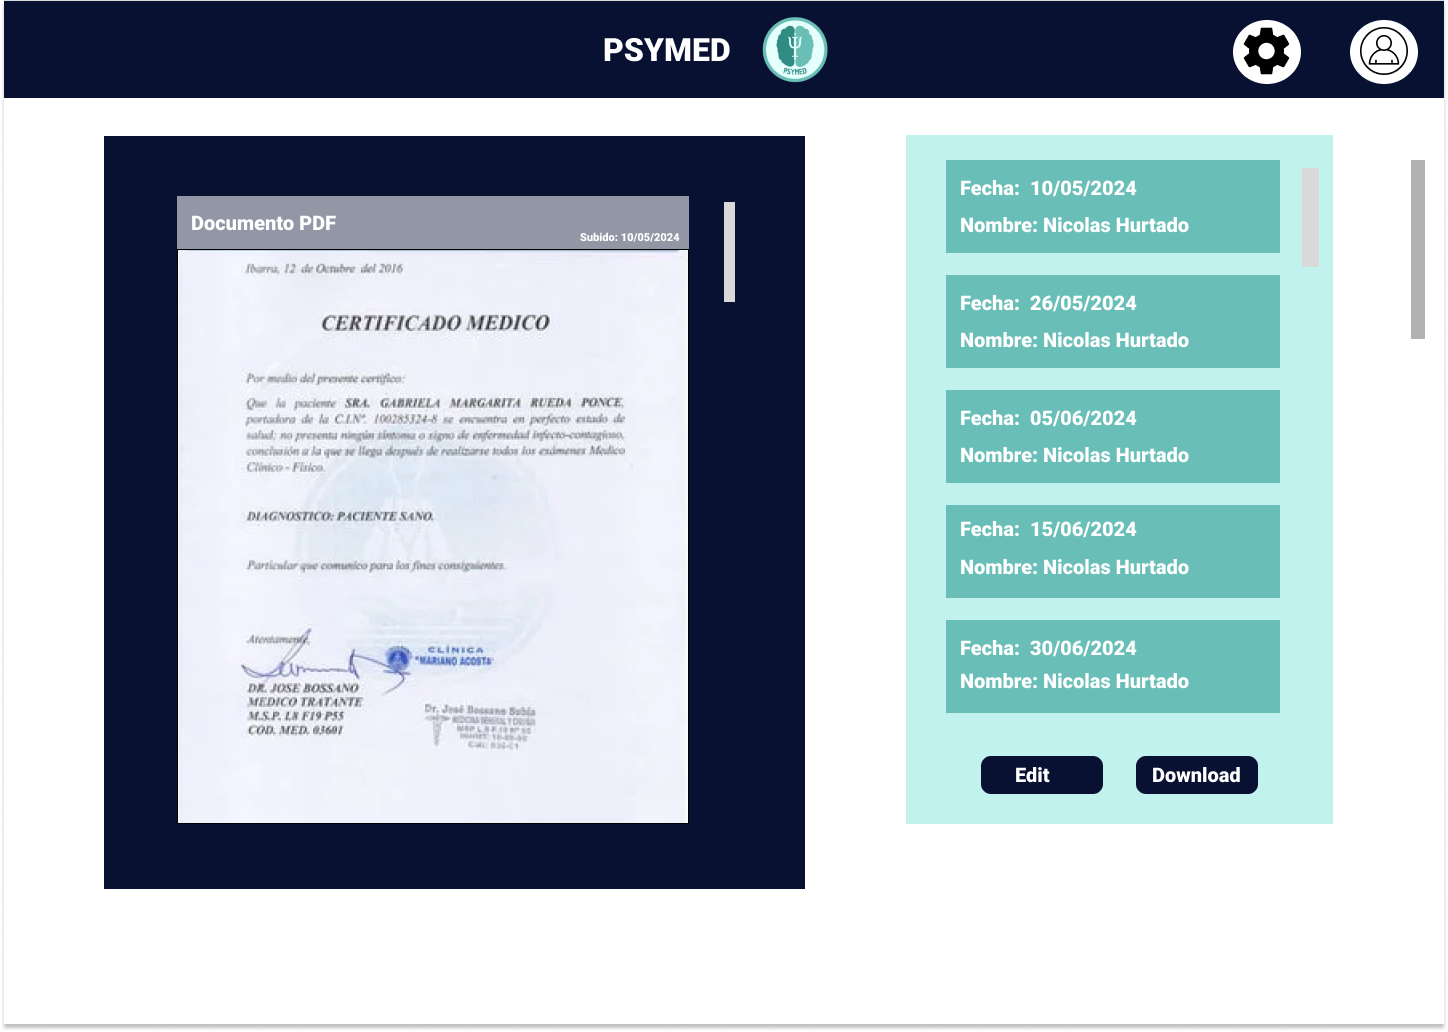 PSYMED
PSYMED
Documento PDF
Subido: 10/05/2024
Ibarra, 12 de Octubre del 2016
CERTIFICADO MEDICO
Por medio del presente certifico:
Que la paciente SRA. GABRIELA MARGARITA RUEDA PONCE,
portadora de la C.I.Nº. 100285324-8 se encuentra en perfecto estado de
salud; no presenta ningún síntoma o signo de enfermedad infecto-contagioso,
conclusión a la que se llega después de realizarse todos los exámenes Medico
Clínico - Físico.
DIAGNOSTICO: PACIENTE SANO.
Particular que comunico para los fines consiguientes.
Atentamente,
CLÍNICA
"MARIANO ACOSTA"
DR. JOSE BOSSANO
MEDICO TRATANTE
M.S.P. L8 F19 P55
COD. MED. 03601
Dr. José Bossano
MEDICINA GENERAL Y
Fecha: 10/05/2024
Nombre: Nicolas Hurtado
Fecha: 26/05/2024
Nombre: Nicolas Hurtado
Fecha: 05/06/2024
Nombre: Nicolas Hurtado
Fecha: 15/06/2024
Nombre: Nicolas Hurtado
Fecha: 30/06/2024
Nombre: Nicolas Hurtado
Edit
Download